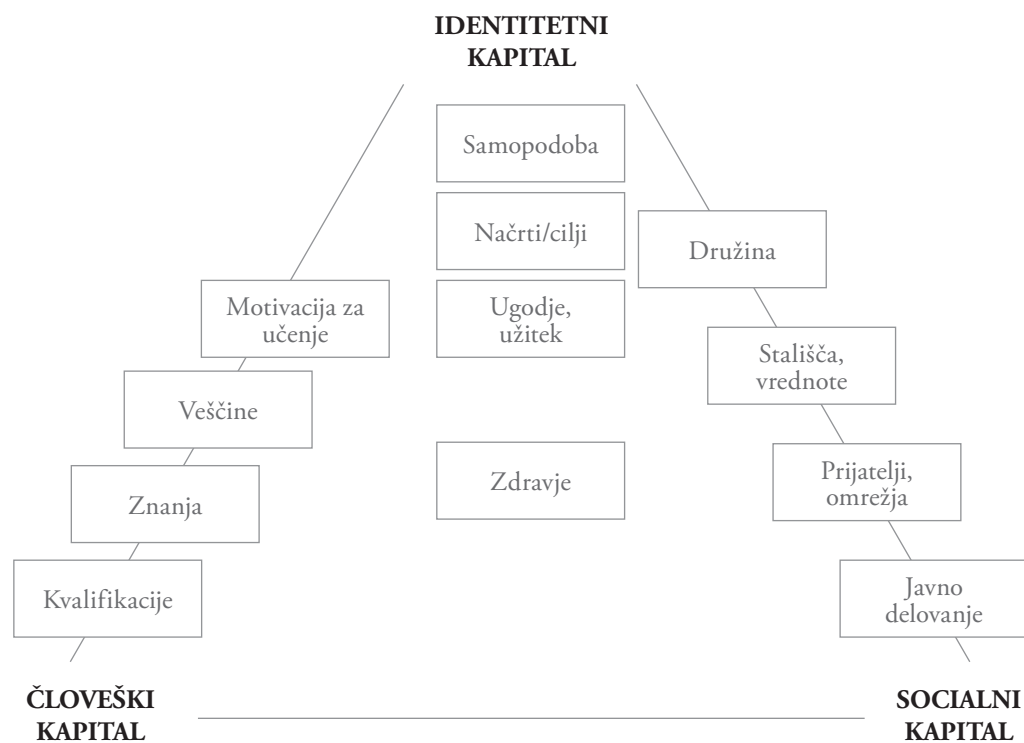 IDENTITETNI
KAPITAL
Samopodoba
Načrti/cilji
Družina
Motivacija za
učenje
Ugodje,
užitek
Stališča,
vrednote
Veščine
Zdravje
Prijatelji,
omrežja
Znanja
Kvalifikacije
Javno
delovanje
ČLOVEŠKI
KAPITAL
SOCIALNI
KAPITAL